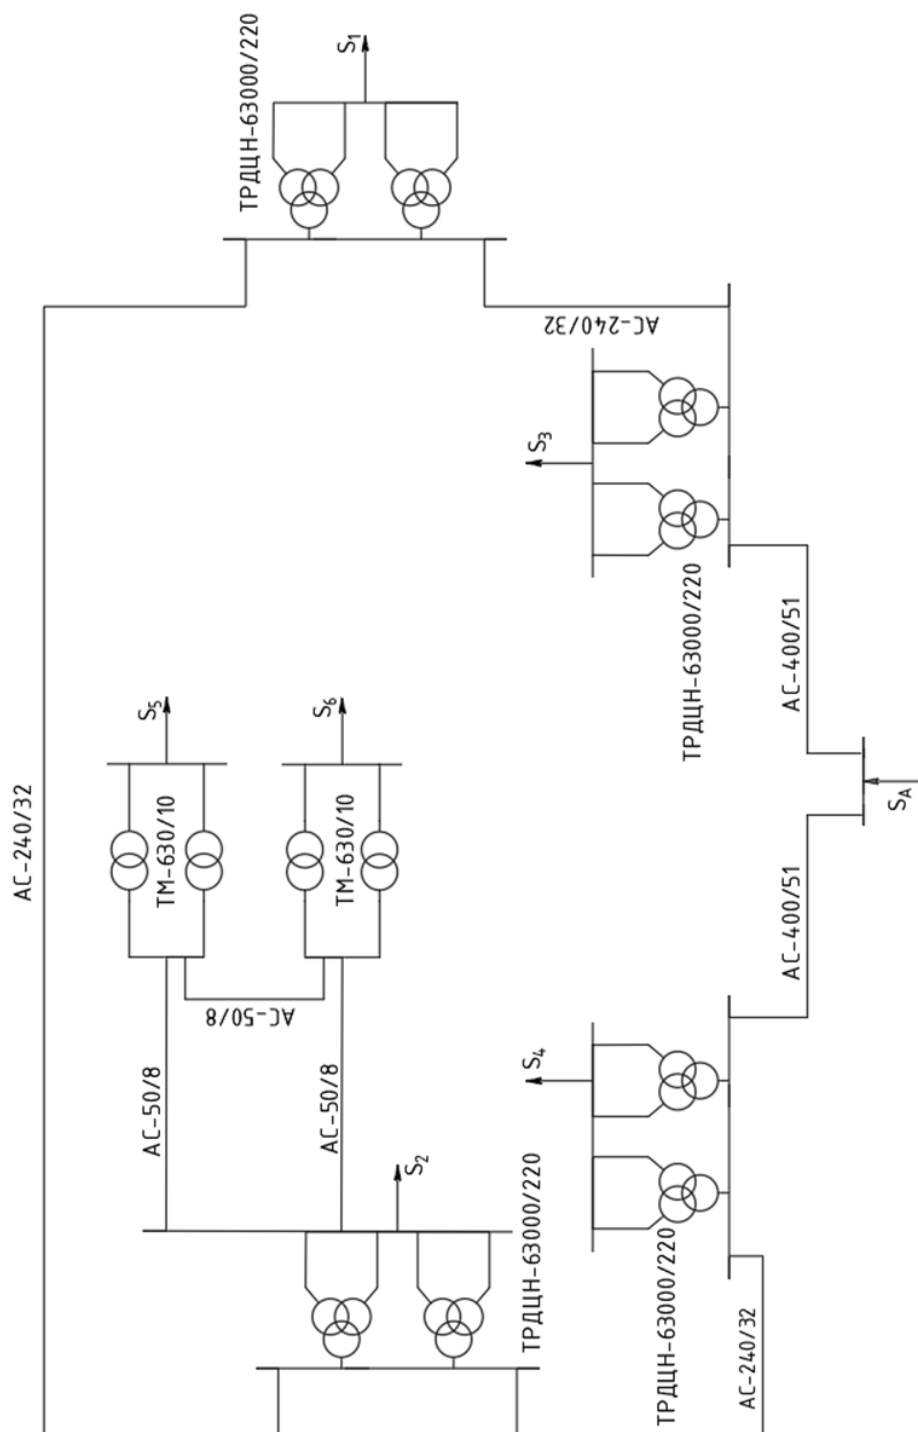 ТРДЦН-63000/220
S₁
АС-240/32
АС-240/32
S₃
ТРДЦН-63000/220
АС-400/51
S₅
S₆
ТМ-630/10
ТМ-630/10
S_A
АС-400/51
АС-50/8
АС-50/8
АС-50/8
S₄
S₂
ТРДЦН-63000/220
ТРДЦН-63000/220
АС-240/32